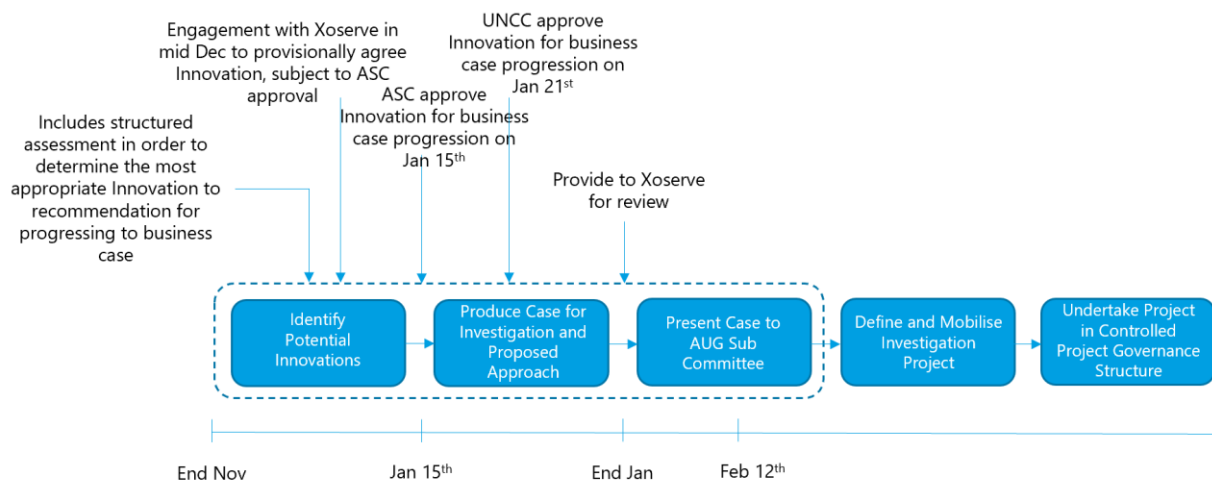 Engagement with Xoserve in
mid Dec to provisionally agree
Innovation, subject to ASC
approval
UNCC approve
Innovation for business
case progression on
Jan 21st
Includes structured
assessment in order to
determine the most
appropriate Innovation to
recommendation for
progressing to business
case
ASC approve
Innovation for business
case progression on
Jan 15th
Provide to Xoserve
for review
Identify
Potential
Innovations
Produce Case for
Investigation and
Proposed
Approach
Present Case to
AUG Sub
Committee
Define and Mobilise
Investigation
Project
Undertake Project
in Controlled
Project Governance
Structure
End Nov
Jan 15th
End Jan
Feb 12th